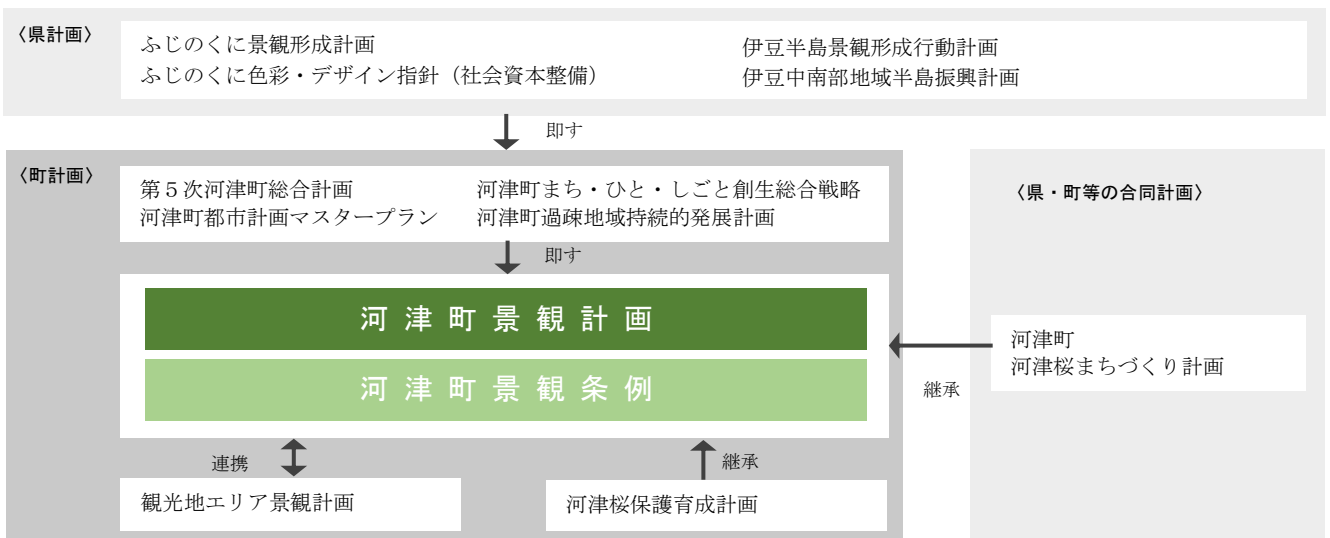 〈県計画〉
ふじのくに景観形成計画
ふじのくに色彩・デザイン指針（社会資本整備）
伊豆半島景観形成行動計画
伊豆中南部地域半島振興計画
即す
〈町計画〉
第５次河津町総合計画
河津町都市計画マスタープラン
河津町まち・ひと・しごと創生総合戦略
河津町過疎地域持続的発展計画
即す
河津町景観計画
河津町景観条例
連携
観光地エリア景観計画
継承
河津桜保護育成計画
〈県・町等の合同計画〉
河津町
河津桜まちづくり計画
継承